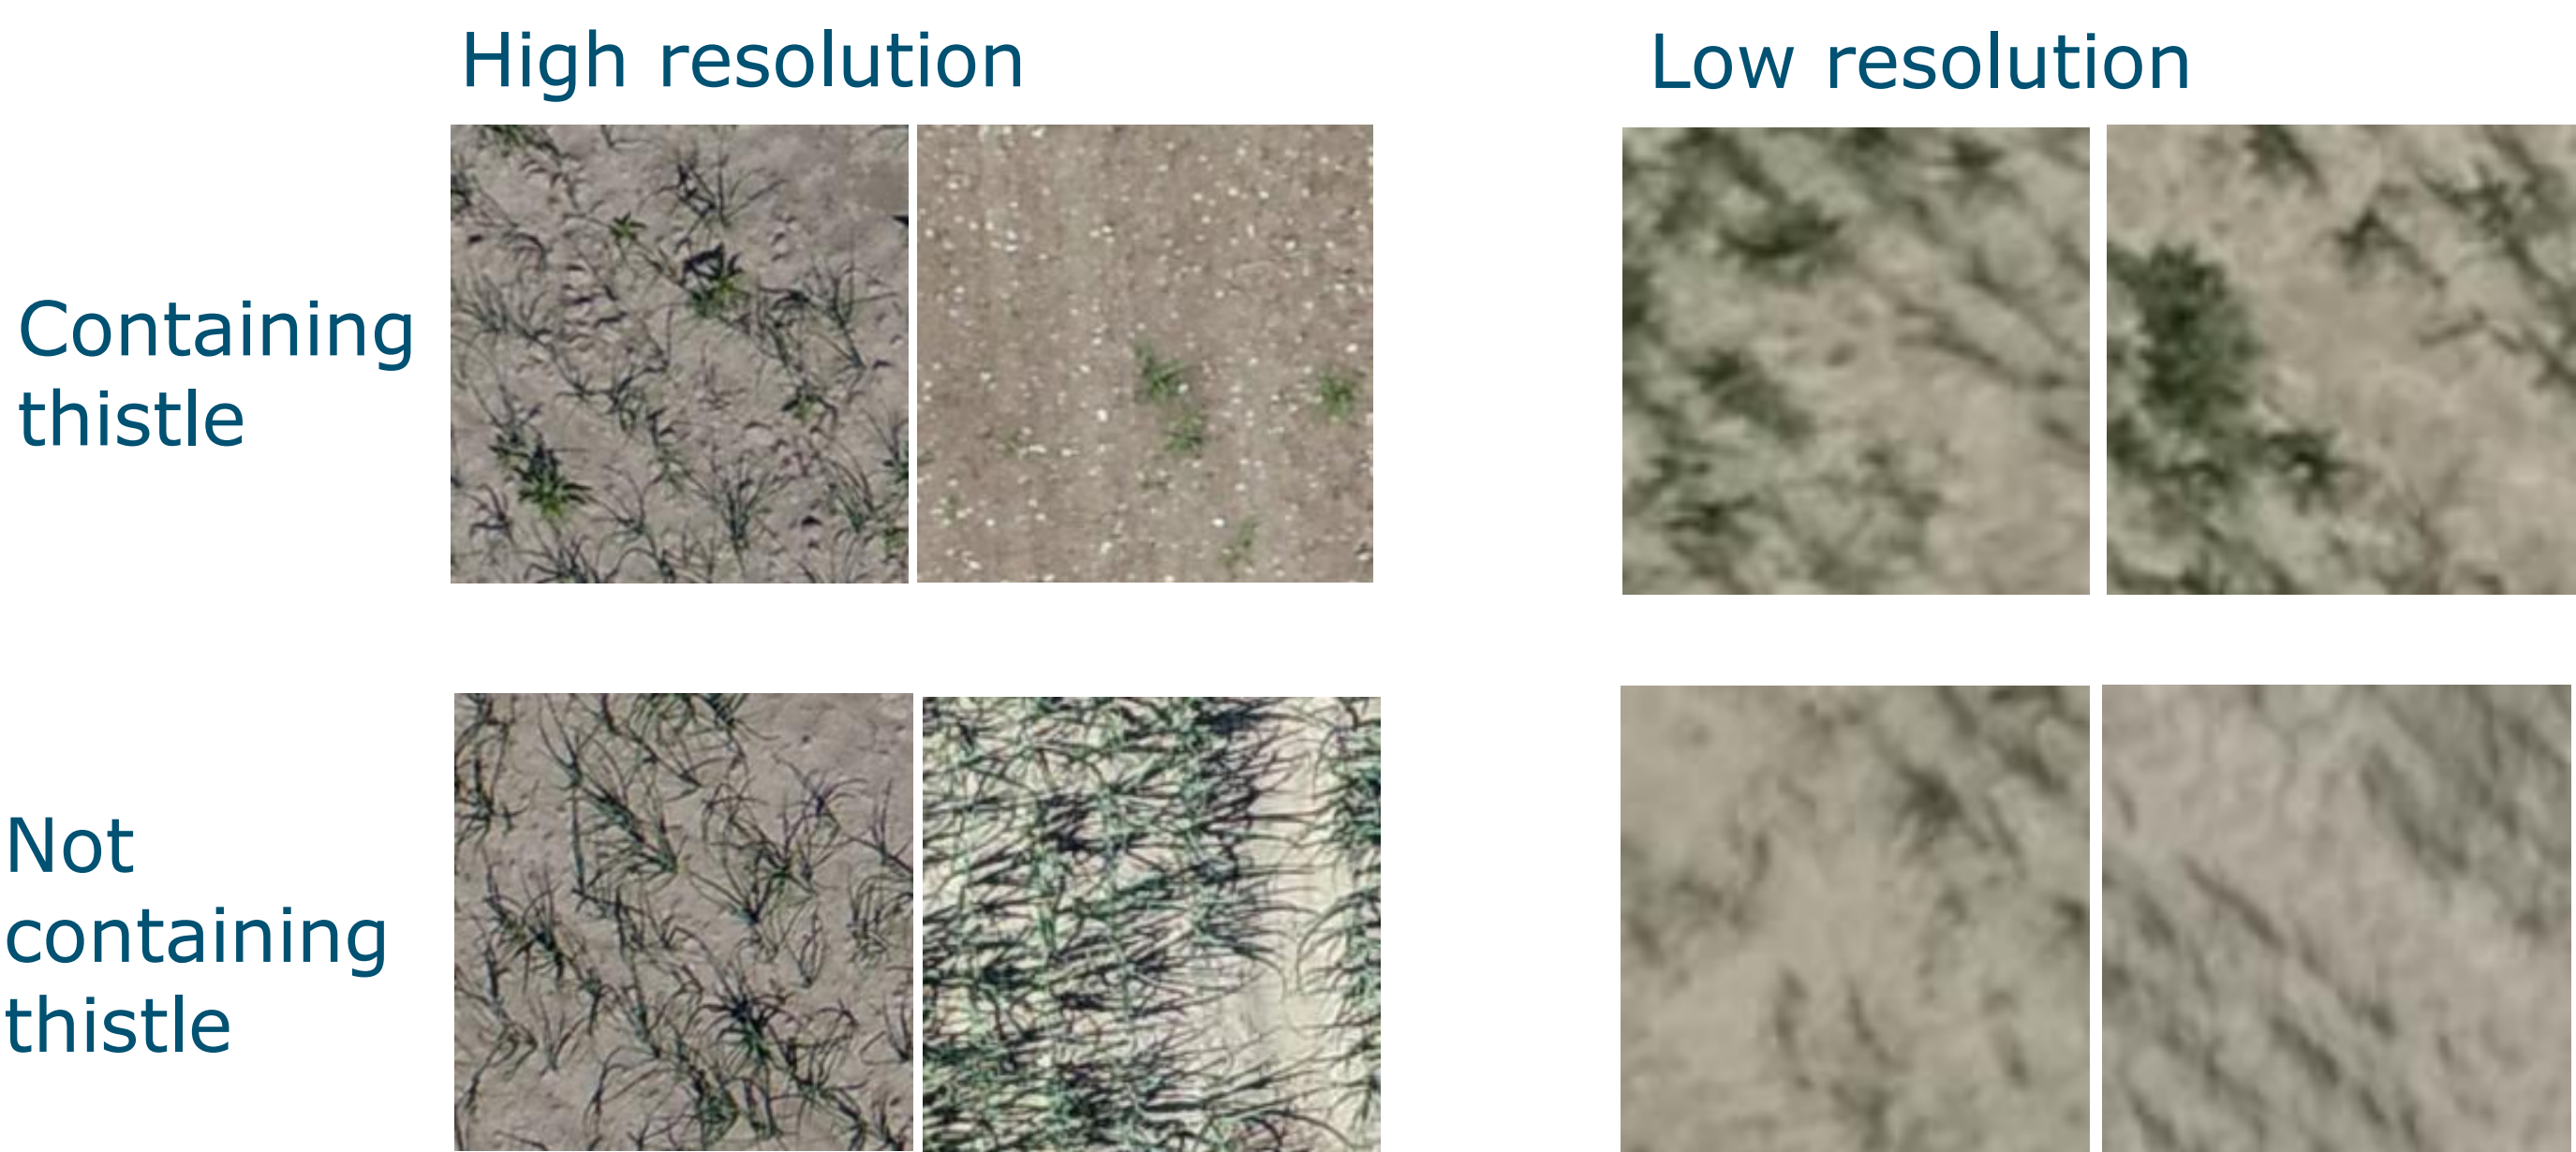 High resolution
Low resolution
Containing
thistle
Not
containing
thistle